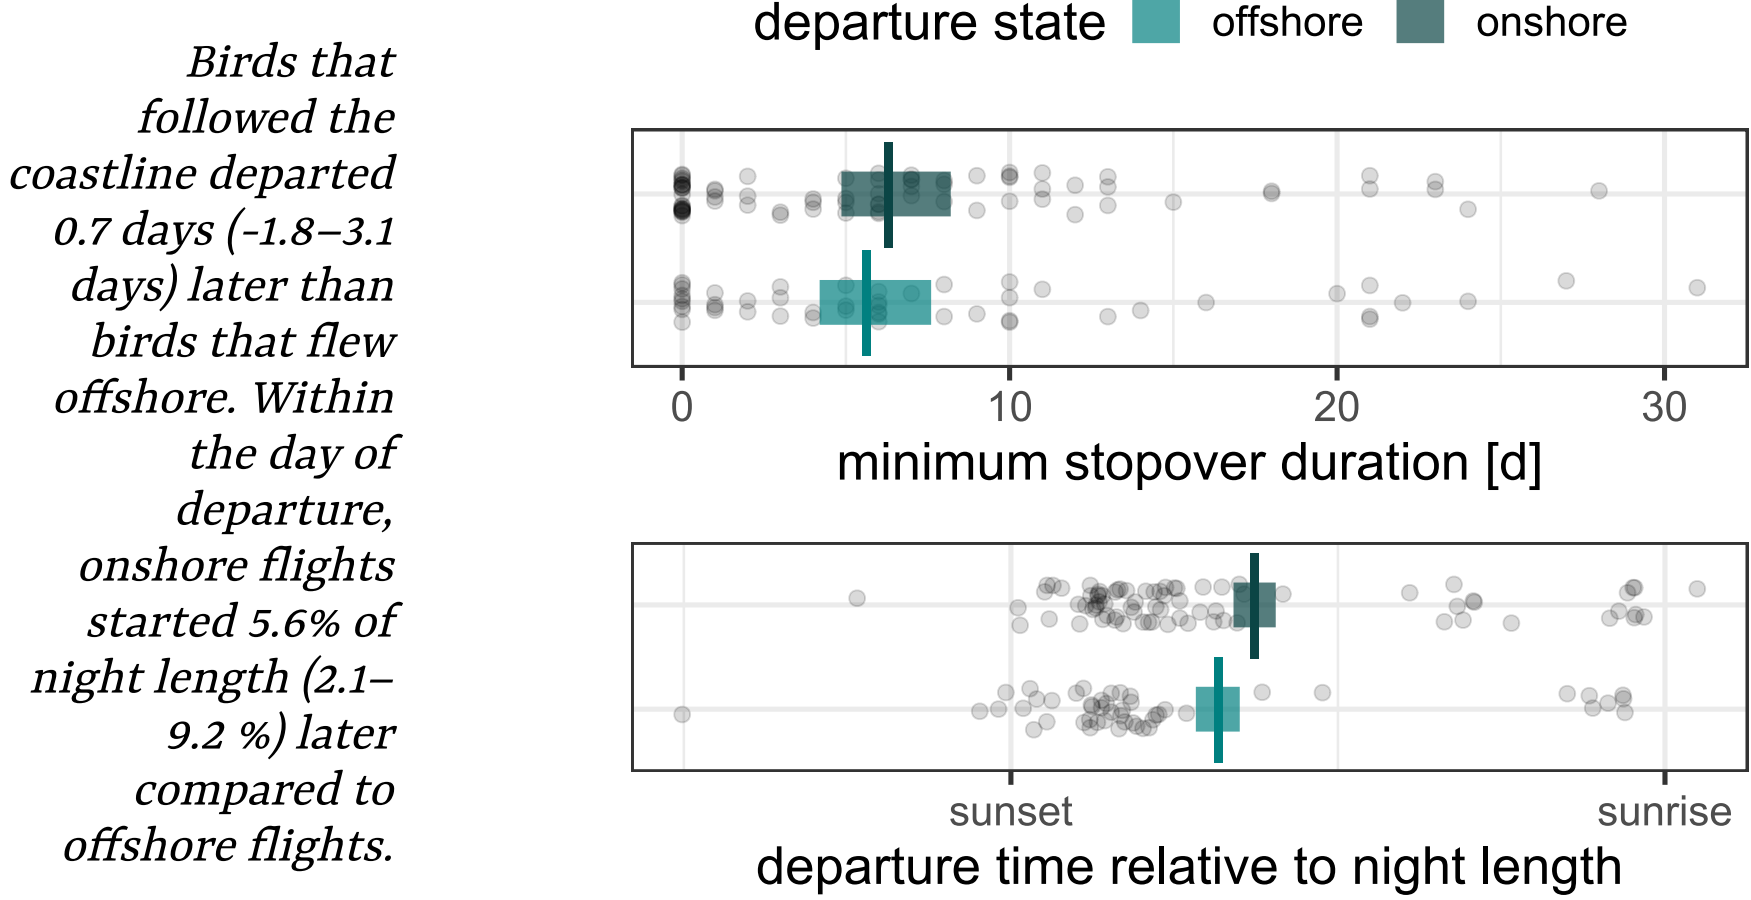 Birds that
followed the
coastline departed
0.7 days (-1.8–3.1
days) later than
birds that flew
offshore. Within
the day of
departure,
onshore flights
started 5.6% of
night length (2.1–
9.2 %) later
compared to
offshore flights.
departure state offshore onshore
0 10 20 30
minimum stopover duration [d]
sunset sunrise
departure time relative to night length